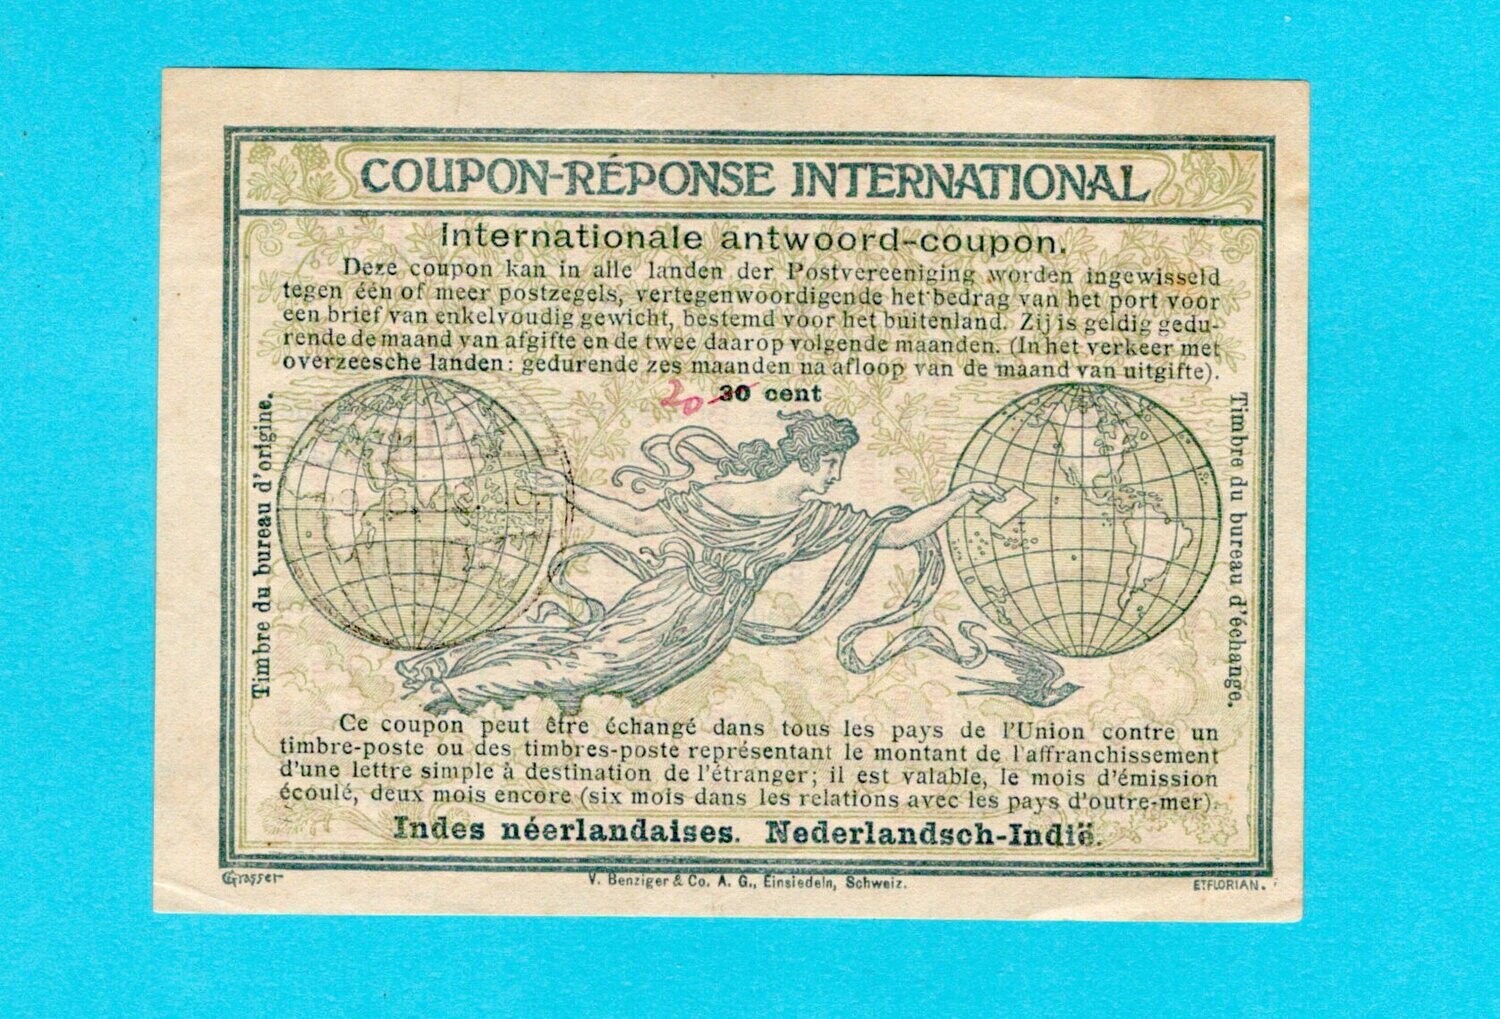 COUPON-RÉPONSE INTERNATIONAL
Internationale antwoord-coupon.
Deze coupon kan in alle landen der Postvereeniging worden ingewisseld
tegen één of meer postzegels, vertegenwoordigende het bedrag van het port voor
een brief van enkelvoudig gewicht, bestemd voor het buitenland. Zij is geldig gedu-
rende de maand van afgifte en de twee daarop volgende maanden. (In het verkeer met
overzeesche landen: gedurende zes maanden na afloop van de maand van uitgifte).
20 30 cent
Timbre du bureau d'origine.
Timbre du bureau d'échange.
Ce coupon peut être échangé dans tous les pays de l'Union contre un
timbre-poste ou des timbres-poste représentant le montant de l'affranchissement
d'une lettre simple à destination de l'étranger; il est valable, le mois d'émission
écoulé, deux mois encore (six mois dans les relations avec les pays d'outre-mer).
Indes néerlandaises. Nederlandsch-Indië.
EGrasset V. Benziger & Co. A. G., Einsiedeln, Schweiz. E.FLORIAN.